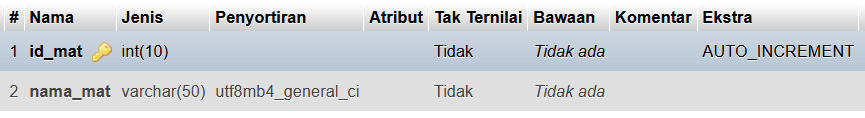 # Nama Jenis Penyortiran Atribut Tak Ternilai Bawaan Komentar Ekstra
1 id_mat int(10) Tidak Tidak ada AUTO_INCREMENT
2 nama_mat varchar(50) utf8mb4_general_ci Tidak Tidak ada